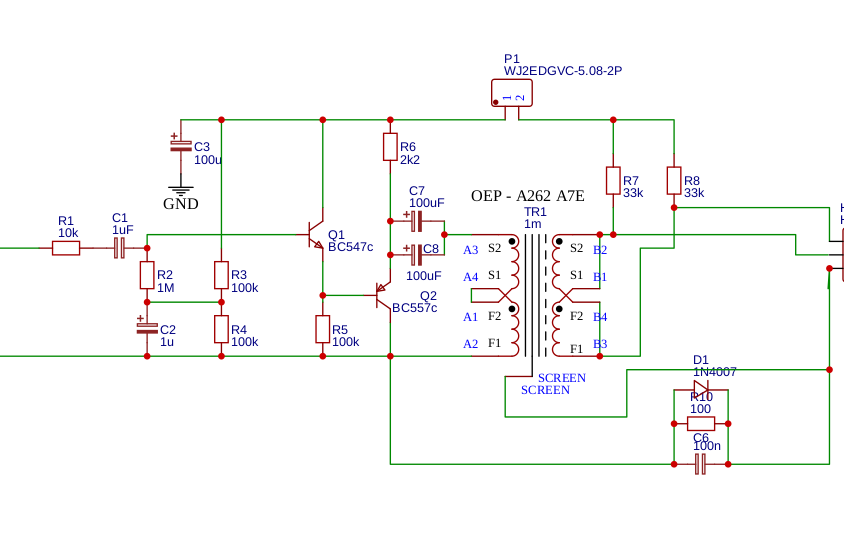 P1
WJ2EDGVC-5.08-2P
1
2
+
C3
100u
GND
R6
2k2
R7
33k
R8
33k
C7
100uF
+
OEP - A262 A7E
TR1
1m
R1
10k
C1
1uF
Q1
BC547c
+
C8
100uF
A3
S2
S2
B2
A4
S1
S1
B1
R2
1M
R3
100k
Q2
BC557c
A1
F2
F2
B4
+
C2
1u
R4
100k
R5
100k
A2
F1
F1
B3
SCREEN
SCREEN
D1
1N4007
R10
100
C6
100n